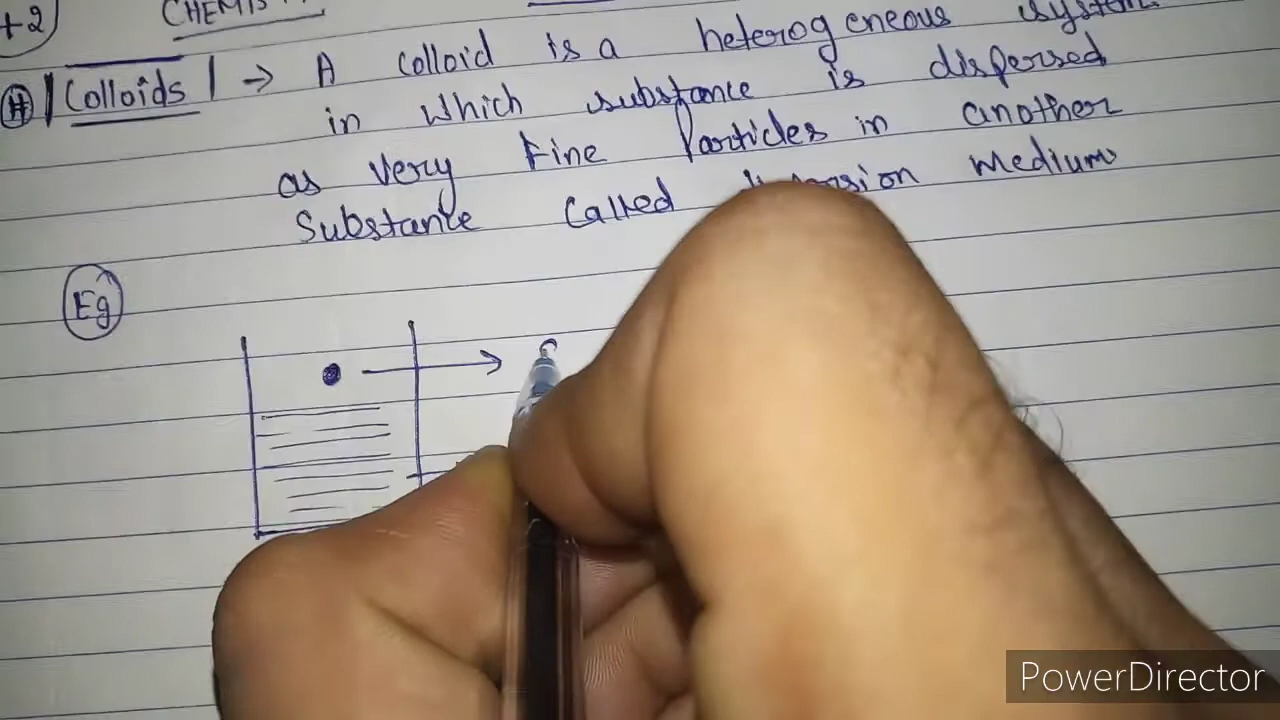 +2
CHEMIST
# Colloids → A colloid is a heterogeneous system
in which substance is dispersed
as very Fine Particles in another
Substance Called medium
Eg
PowerDirector